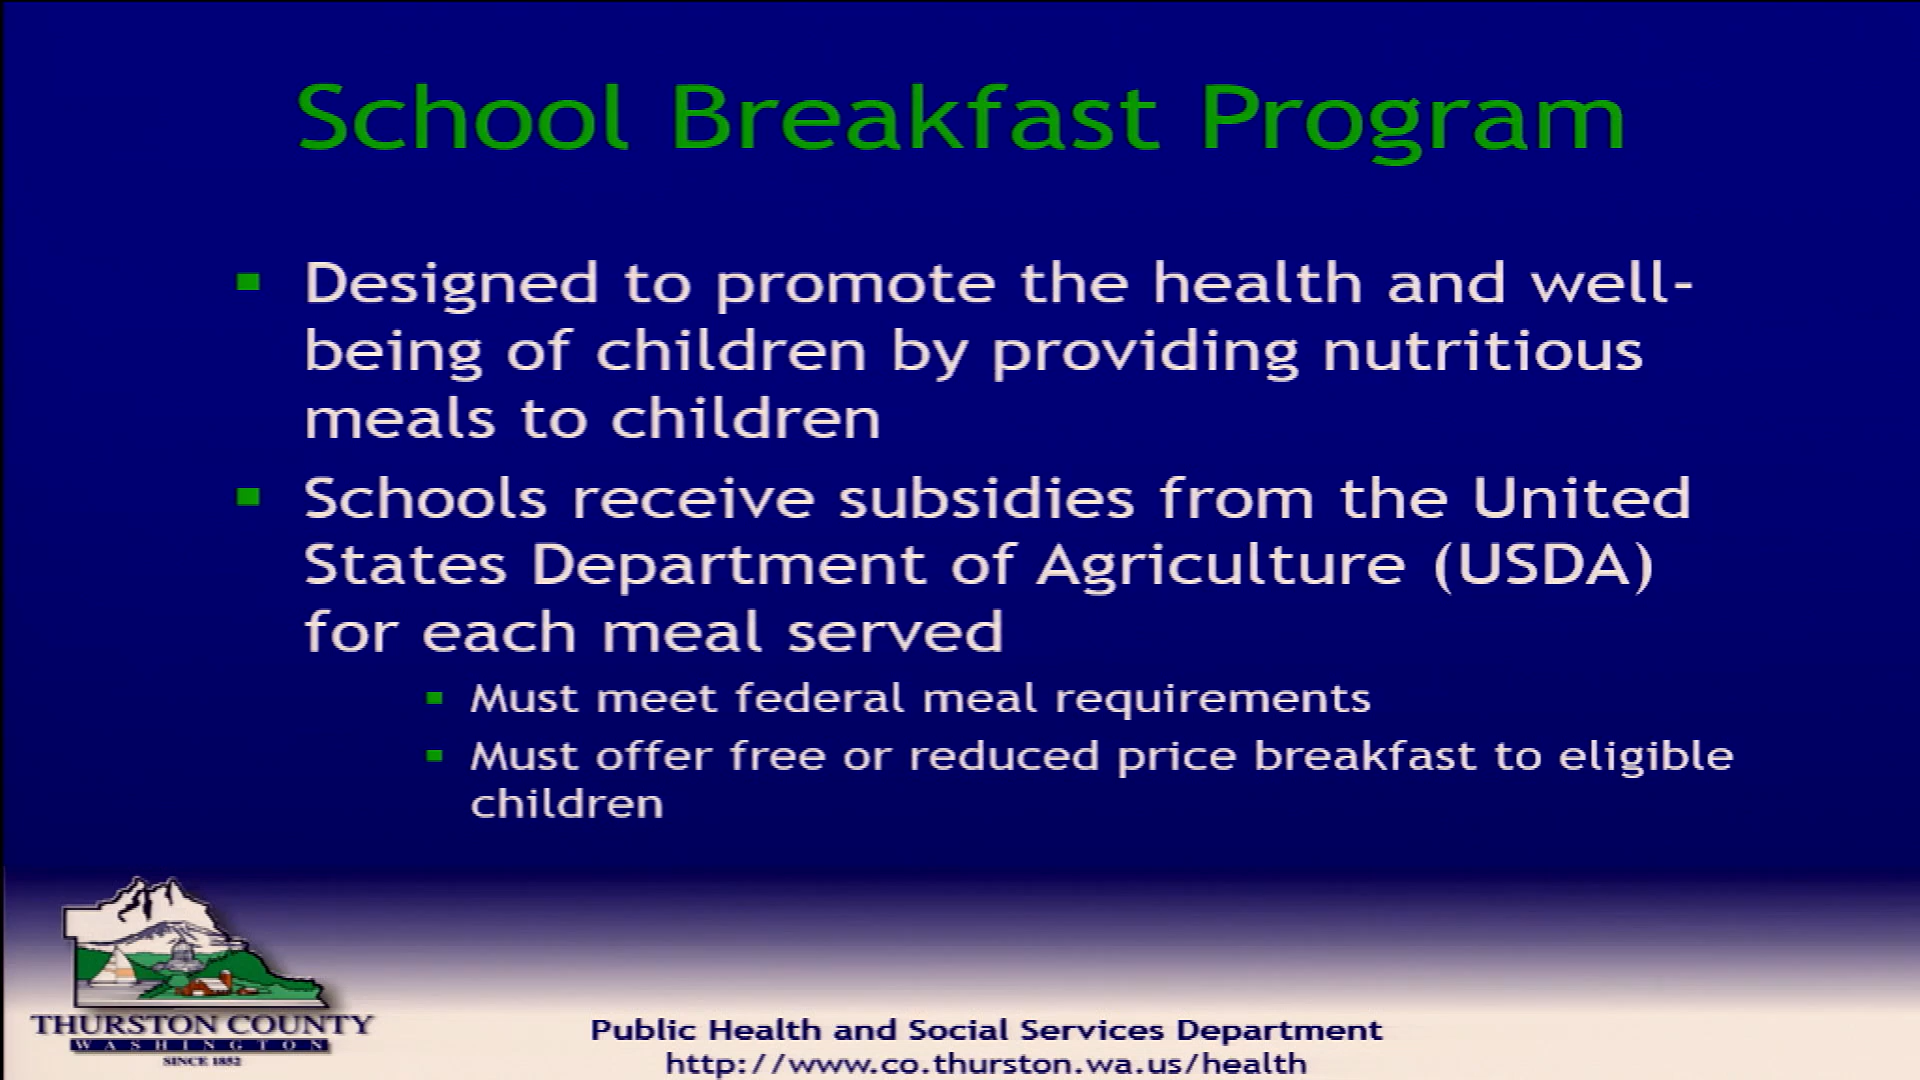 School Breakfast Program
Designed to promote the health and well-
being of children by providing nutritious
meals to children
Schools receive subsidies from the United
States Department of Agriculture (USDA)
for each meal served
Must meet federal meal requirements
Must offer free or reduced price breakfast to eligible
children
THURSTON COUNTY
WASHINGTON
SINCE 1852
Public Health and Social Services Department
http://www.co.thurston.wa.us/health